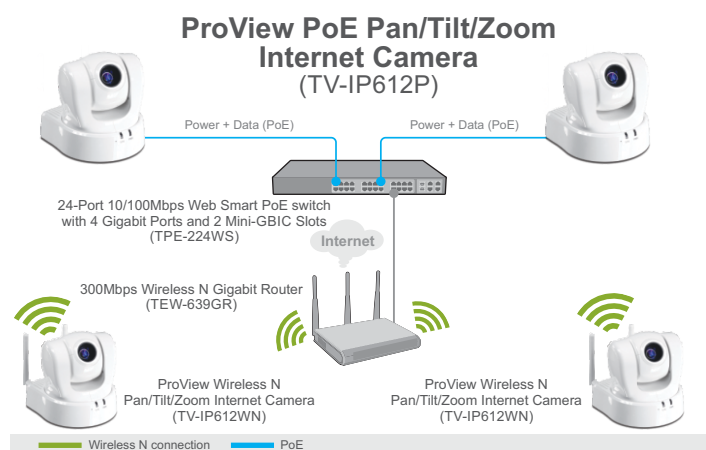 ProView PoE Pan/Tilt/Zoom
Internet Camera
(TV-IP612P)
Power + Data (PoE)
Power + Data (PoE)
24-Port 10/100Mbps Web Smart PoE switch
with 4 Gigabit Ports and 2 Mini-GBIC Slots
(TPE-224WS)
Internet
300Mbps Wireless N Gigabit Router
(TEW-639GR)
ProView Wireless N
Pan/Tilt/Zoom Internet Camera
(TV-IP612WN)
ProView Wireless N
Pan/Tilt/Zoom Internet Camera
(TV-IP612WN)
Wireless N connection
PoE